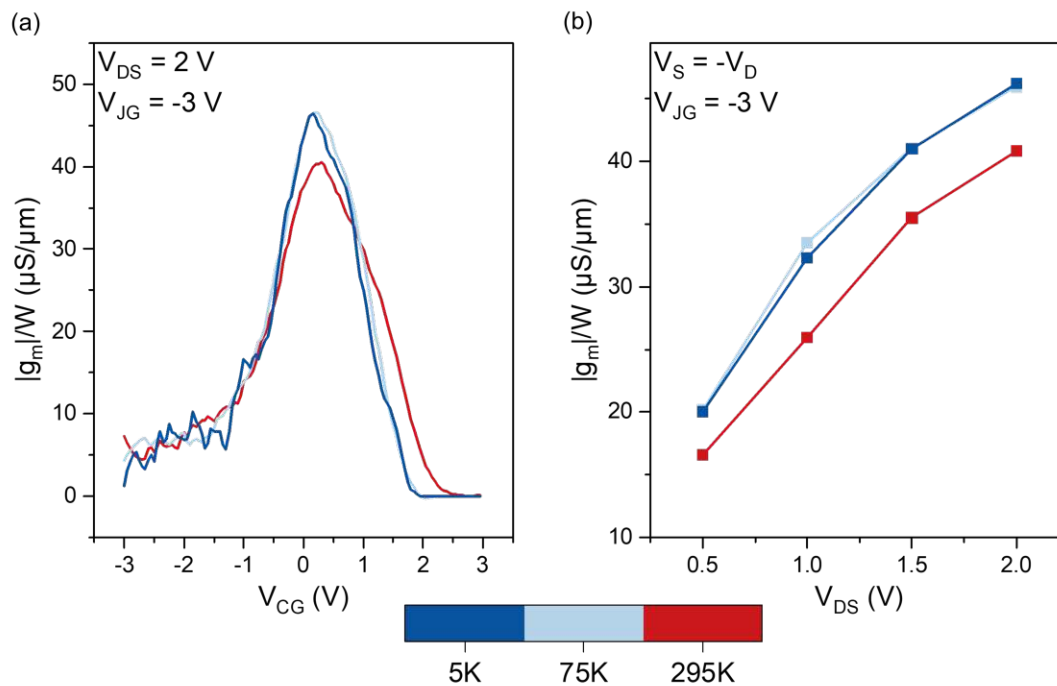 (a)
V_DS = 2 V
V_JG = -3 V
|g_m|/W (μS/μm)
50
40
30
20
10
0
-3 -2 -1 0 1 2 3
V_CG (V)
(b)
V_S = -V_D
V_JG = -3 V
|g_m|/W (μS/μm)
40
30
20
10
0.5 1.0 1.5 2.0
V_DS (V)
5K 75K 295K